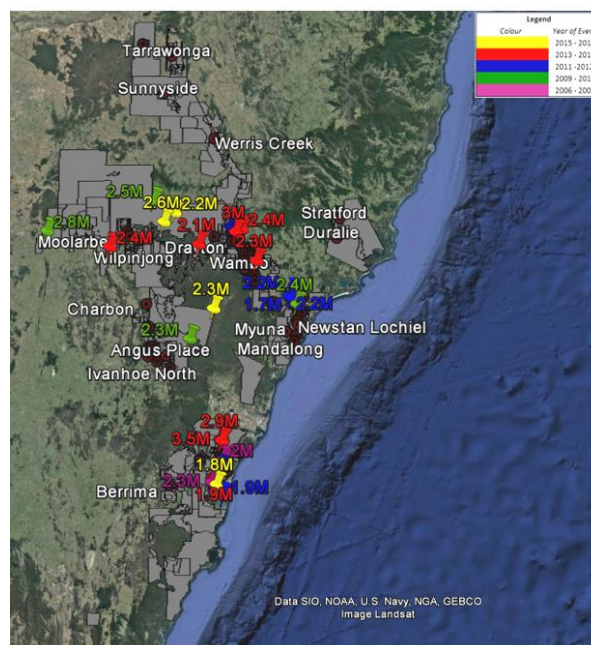 Legend
Colour
Year of Even
2015 - 201
2013 - 201
2011 -2012
2009 - 201
2006 - 200
Tarrawonga
Sunnyside
Werris Creek
2.5M
2.6M
2.2M
2.8M
3M
2.4M
Stratford
Duralie
Moolarbe
2.4M
2.1M
Wilpinjong
Drayton
2.3M
Wambo
2.2M
2.4M
2.3M
1.7M
2.2M
Charbon
2.3M
Myuna
Newstan Lochiel
Angus Place
Mandalong
Ivanhoe North
2.9M
3.5M
2M
1.8M
2.3M
Berrima
1.9M
1.9M
Data SIO, NOAA, U.S. Navy, NGA, GEBCO
Image Landsat